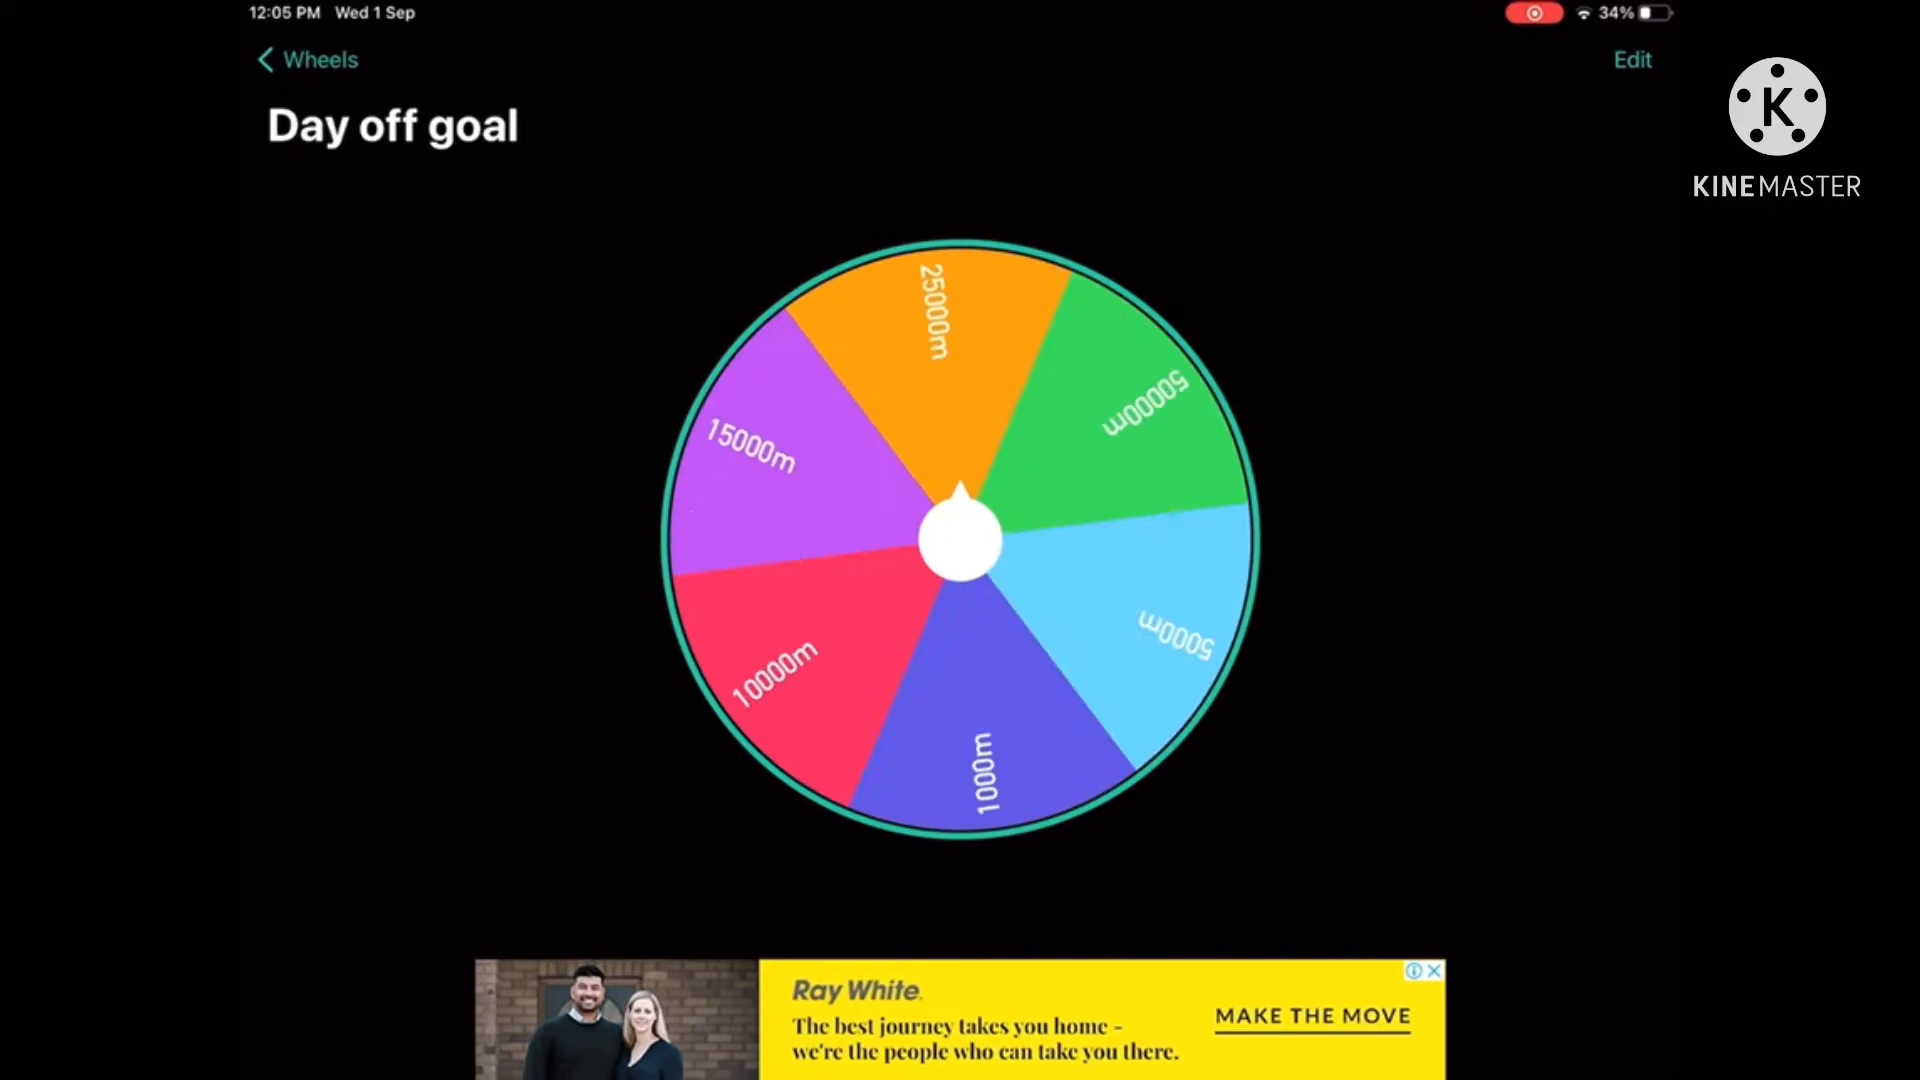 12:05 PM Wed 1 Sep
34%
Wheels
Edit
K
KINEMASTER
Day off goal
25000m
50000m
15000m
5000m
10000m
1000m
Ray White.
The best journey takes you home -
we're the people who can take you there.
MAKE THE MOVE